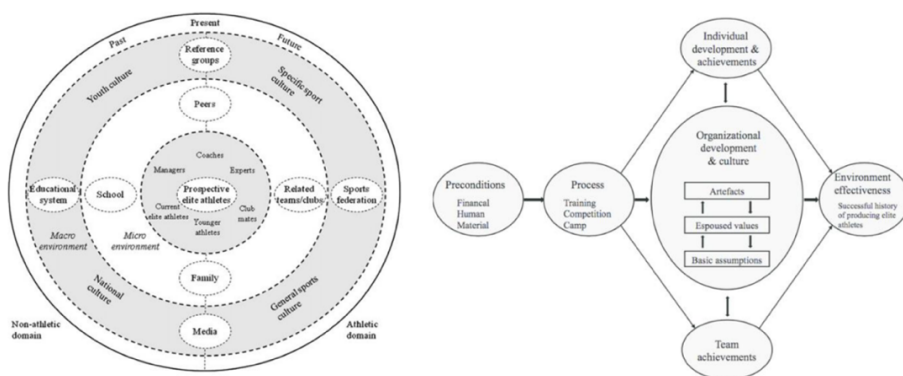 Present
Past
Future
Reference
groups
Youth culture
Specific sport
culture
Peers
Coaches
Managers
Experts
Educational
system
School
Prospective
elite athletes
Related
teams/clubs
Sports
federation
Current
elite athletes
Younger
athletes
Club
mates
Macro
environment
Micro
environment
Family
National
culture
General sports
culture
Media
Non-athletic
domain
Athletic
domain
Individual
development &
achievements
Organizational
development
& culture
Preconditions
Financal
Human
Material
Process
Training
Competition
Camp
Artefacts
Espoused values
Basic assumptions
Environment
effectiveness
Successful history
of producing elite
athletes
Team
achievements